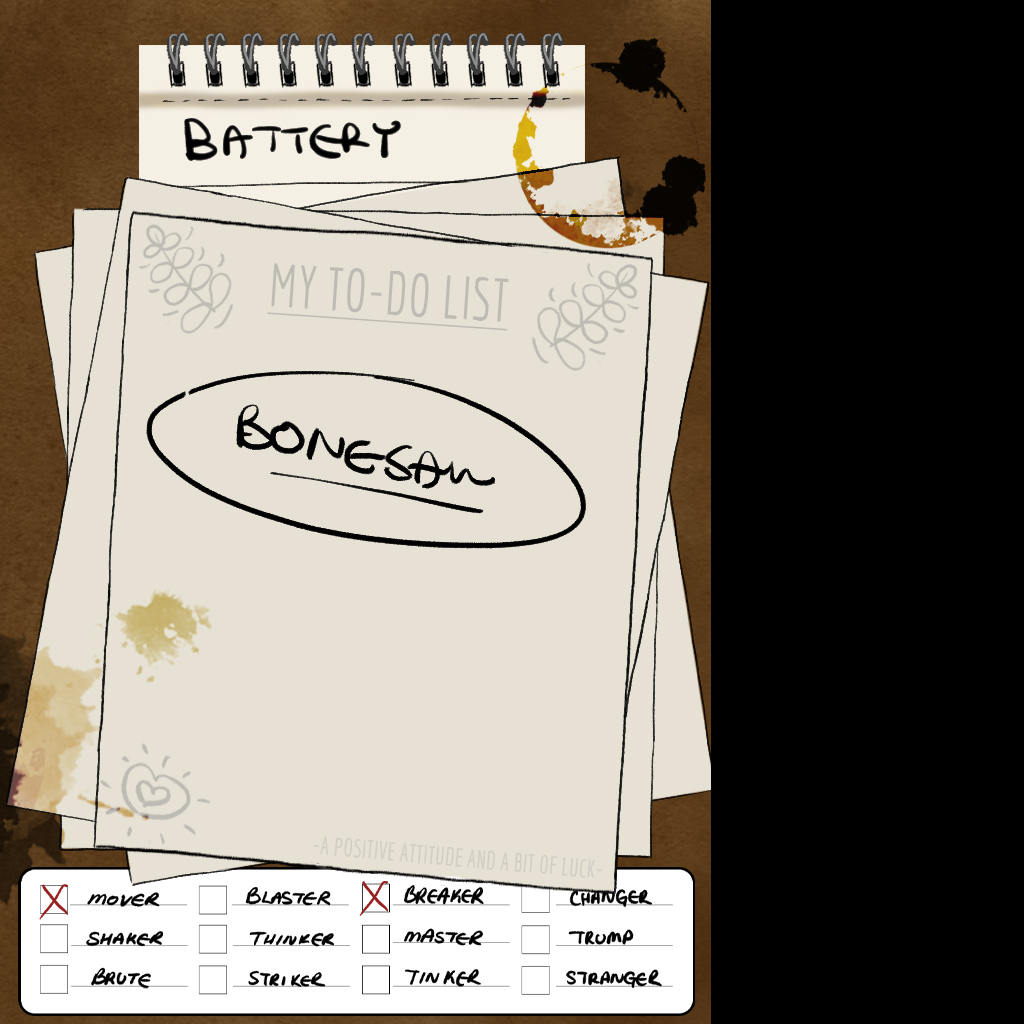 BATTERY
MY TO-DO LIST
BONESAW
-A POSITIVE ATTITUDE AND A BIT OF LUCK-
MOVER BLASTER BREAKER CHANGER
SHAKER THINKER MASTER TRUMP
BRUTE STRIKER TINKER STRANGER